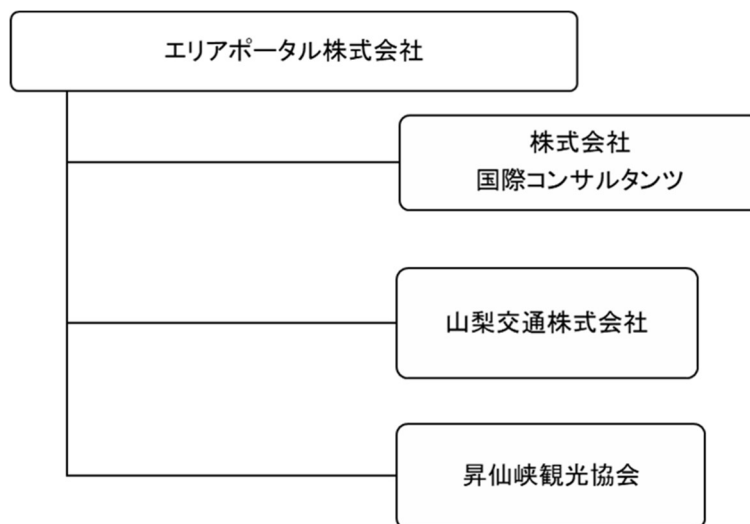 エリアポータル株式会社
株式会社
国際コンサルタンツ
山梨交通株式会社
昇仙峡観光協会